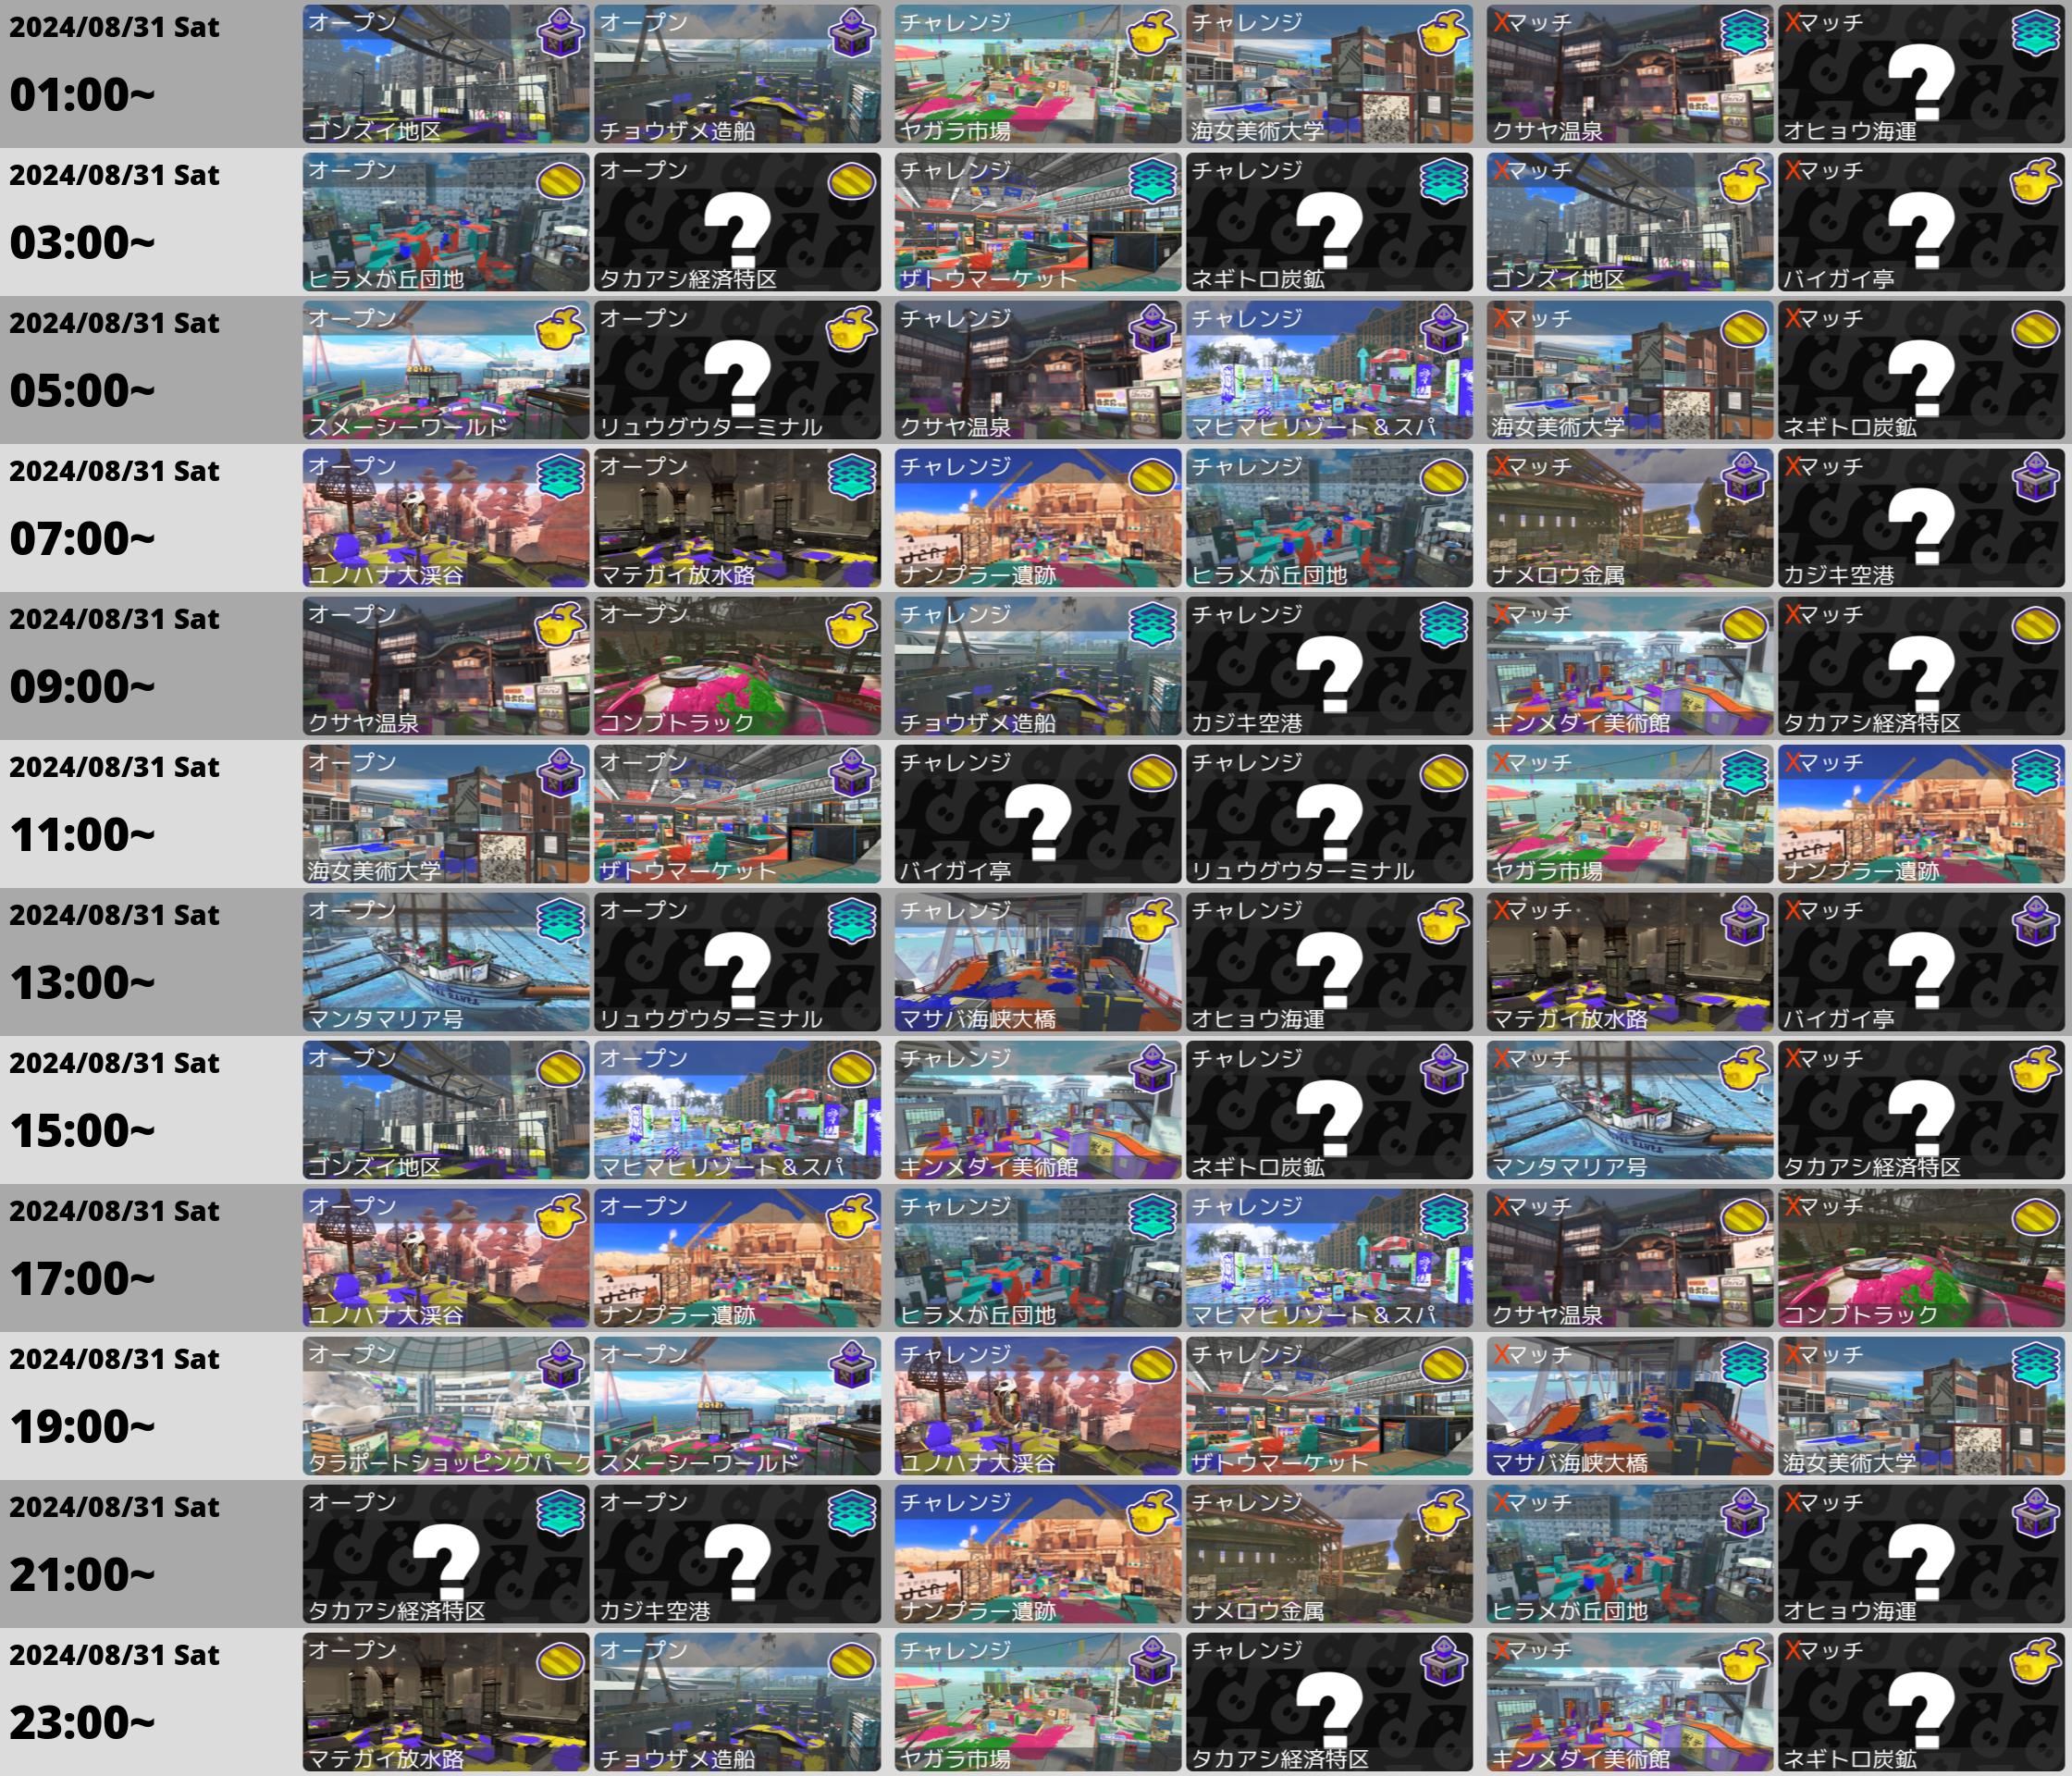 2024/08/31 Sat
01:00~
オープン
ゴンズイ地区
オープン
チョウザメ造船
チャレンジ
ヤガラ市場
チャレンジ
海女美術大学
Xマッチ
クサヤ温泉
Xマッチ
オヒョウ海運
2024/08/31 Sat
03:00~
オープン
ヒラメが丘団地
オープン
タカアシ経済特区
チャレンジ
ザトウマーケット
チャレンジ
ネギトロ炭鉱
Xマッチ
ゴンズイ地区
Xマッチ
バイガイ亭
2024/08/31 Sat
05:00~
オープン
スメーシーワールド
オープン
リュウグウターミナル
チャレンジ
クサヤ温泉
チャレンジ
マヒマヒリゾート&スパ
Xマッチ
海女美術大学
Xマッチ
ネギトロ炭鉱
2024/08/31 Sat
07:00~
オープン
ユノハナ大渓谷
オープン
マテガイ放水路
チャレンジ
ナンプラー遺跡
チャレンジ
ヒラメが丘団地
Xマッチ
ナメロウ金属
Xマッチ
カジキ空港
2024/08/31 Sat
09:00~
オープン
クサヤ温泉
オープン
コンブトラック
チャレンジ
チョウザメ造船
チャレンジ
カジキ空港
Xマッチ
キンメダイ美術館
Xマッチ
タカアシ経済特区
2024/08/31 Sat
11:00~
オープン
海女美術大学
オープン
ザトウマーケット
チャレンジ
バイガイ亭
チャレンジ
リュウグウターミナル
Xマッチ
ヤガラ市場
Xマッチ
ナンプラー遺跡
2024/08/31 Sat
13:00~
オープン
マンタマリア号
オープン
リュウグウターミナル
チャレンジ
マサバ海峡大橋
チャレンジ
オヒョウ海運
Xマッチ
マテガイ放水路
Xマッチ
バイガイ亭
2024/08/31 Sat
15:00~
オープン
ゴンズイ地区
オープン
マヒマヒリゾート&スパ
チャレンジ
キンメダイ美術館
チャレンジ
ネギトロ炭鉱
Xマッチ
マンタマリア号
Xマッチ
タカアシ経済特区
2024/08/31 Sat
17:00~
オープン
ユノハナ大渓谷
オープン
ナンプラー遺跡
チャレンジ
ヒラメが丘団地
チャレンジ
マヒマヒリゾート&スパ
Xマッチ
クサヤ温泉
Xマッチ
コンブトラック
2024/08/31 Sat
19:00~
オープン
タラポートショッピングパーク
オープン
スメーシーワールド
チャレンジ
ユノハナ大渓谷
チャレンジ
ザトウマーケット
Xマッチ
マサバ海峡大橋
Xマッチ
海女美術大学
2024/08/31 Sat
21:00~
オープン
タカアシ経済特区
オープン
カジキ空港
チャレンジ
ナンプラー遺跡
チャレンジ
ナメロウ金属
Xマッチ
ヒラメが丘団地
Xマッチ
オヒョウ海運
2024/08/31 Sat
23:00~
オープン
マテガイ放水路
オープン
チョウザメ造船
チャレンジ
ヤガラ市場
チャレンジ
タカアシ経済特区
Xマッチ
キンメダイ美術館
Xマッチ
ネギトロ炭鉱